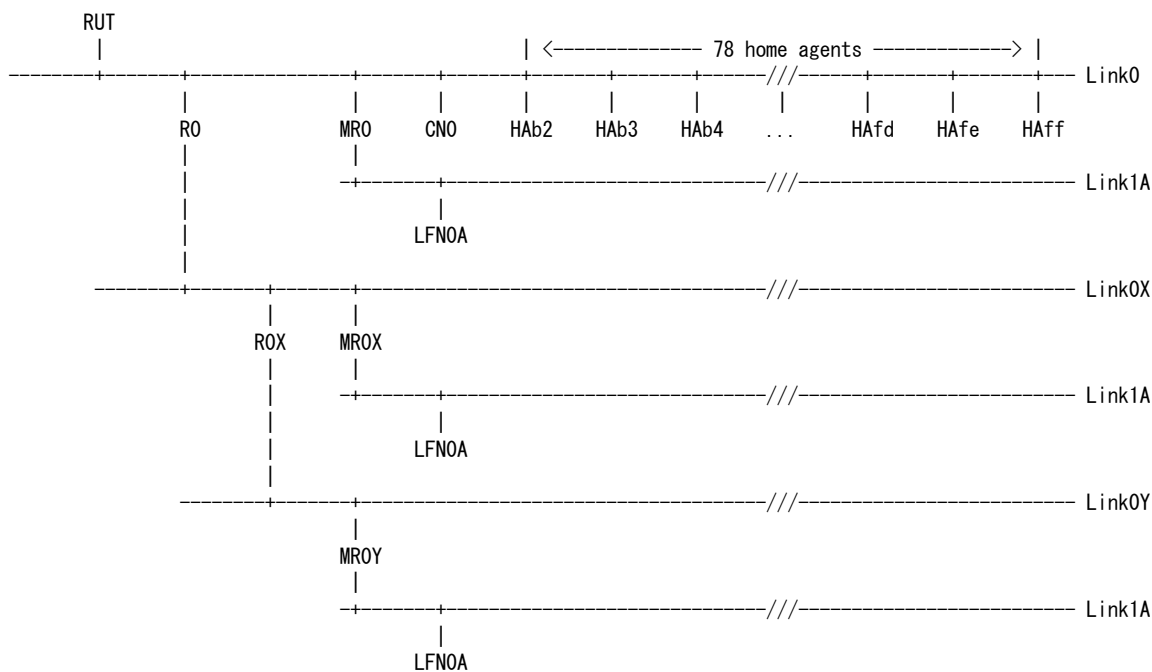 RUT
|<-------------- 78 home agents ------------->|
Link0
R0 MR0 CN0 HAb2 HAb3 HAb4 ... HAfd HAfe HAff
Link1A
LFN0A
Link0X
R0X MR0X
Link1A
LFN0A
Link0Y
MR0Y
Link1A
LFN0A